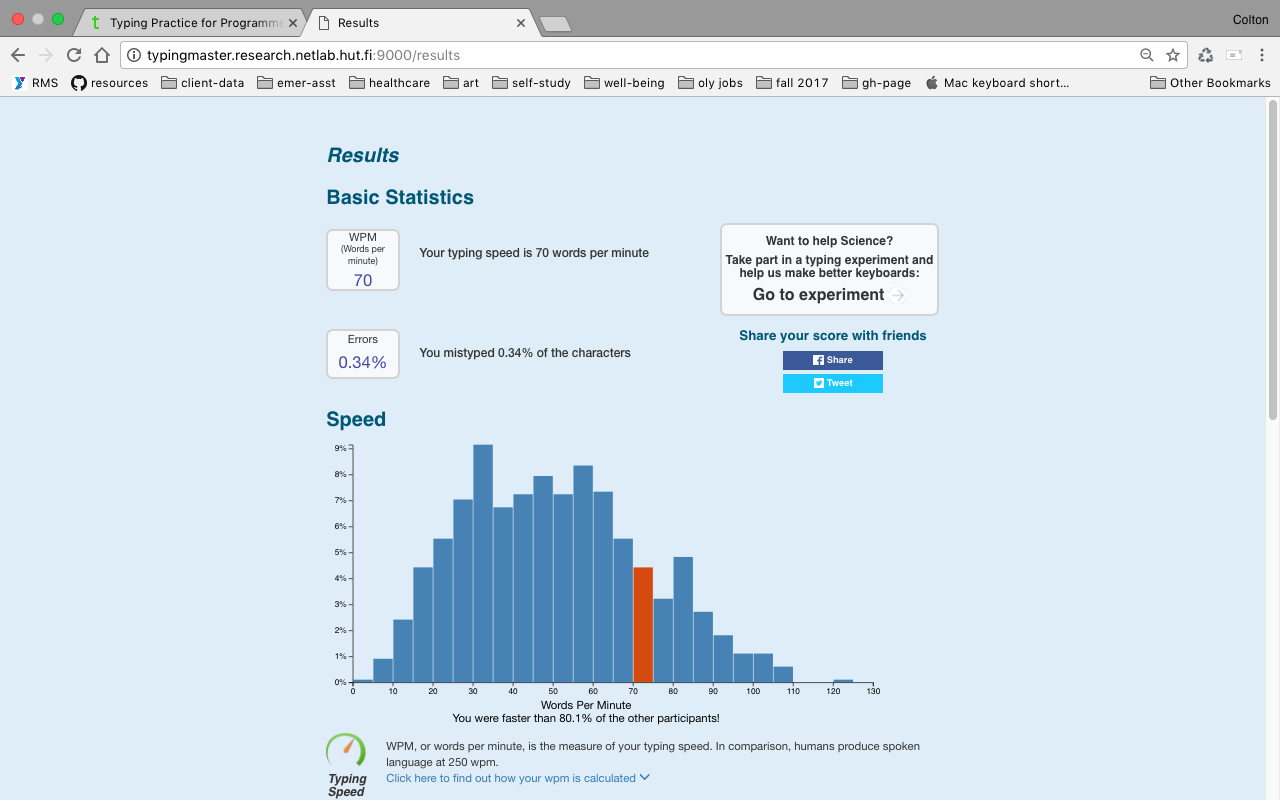 Typing Practice for Programme
Results
Colton
typingmaster.research.netlab.hut.fi:9000/results
RMS
resources
client-data
emer-asst
healthcare
art
self-study
well-being
oly jobs
fall 2017
gh-page
Mac keyboard short...
Other Bookmarks
Results
Basic Statistics
WPM
(Words per
minute)
70
Your typing speed is 70 words per minute
Want to help Science?
Take part in a typing experiment and
help us make better keyboards:
Go to experiment
Errors
0.34%
You mistyped 0.34% of the characters
Share your score with friends
Share
Tweet
Speed
9%
8%
7%
6%
5%
4%
3%
2%
1%
0%
0 10 20 30 40 50 60 70 80 90 100 110 120 130
Words Per Minute
You were faster than 80.1% of the other participants!
Typing
Speed
WPM, or words per minute, is the measure of your typing speed. In comparison, humans produce spoken
language at 250 wpm.
Click here to find out how your wpm is calculated